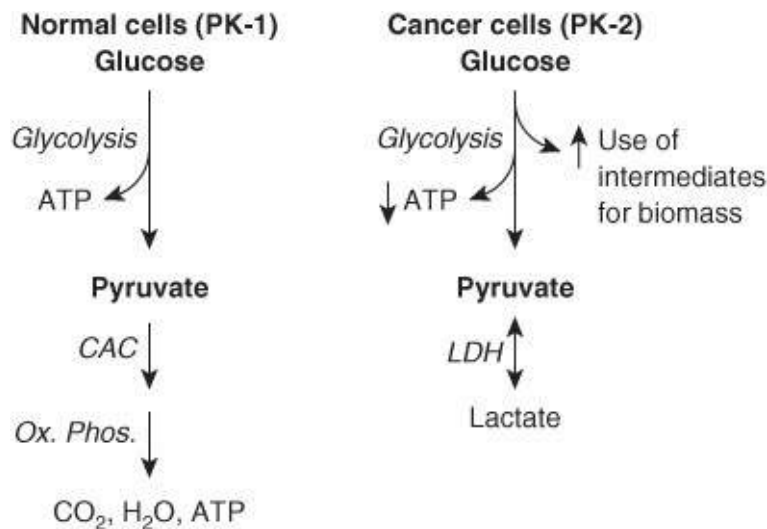 Normal cells (PK-1)
Glucose
Glycolysis
ATP
Pyruvate
CAC
Ox. Phos.
CO₂, H₂O, ATP
Cancer cells (PK-2)
Glucose
Glycolysis
ATP
Use of
intermediates
for biomass
Pyruvate
LDH
Lactate